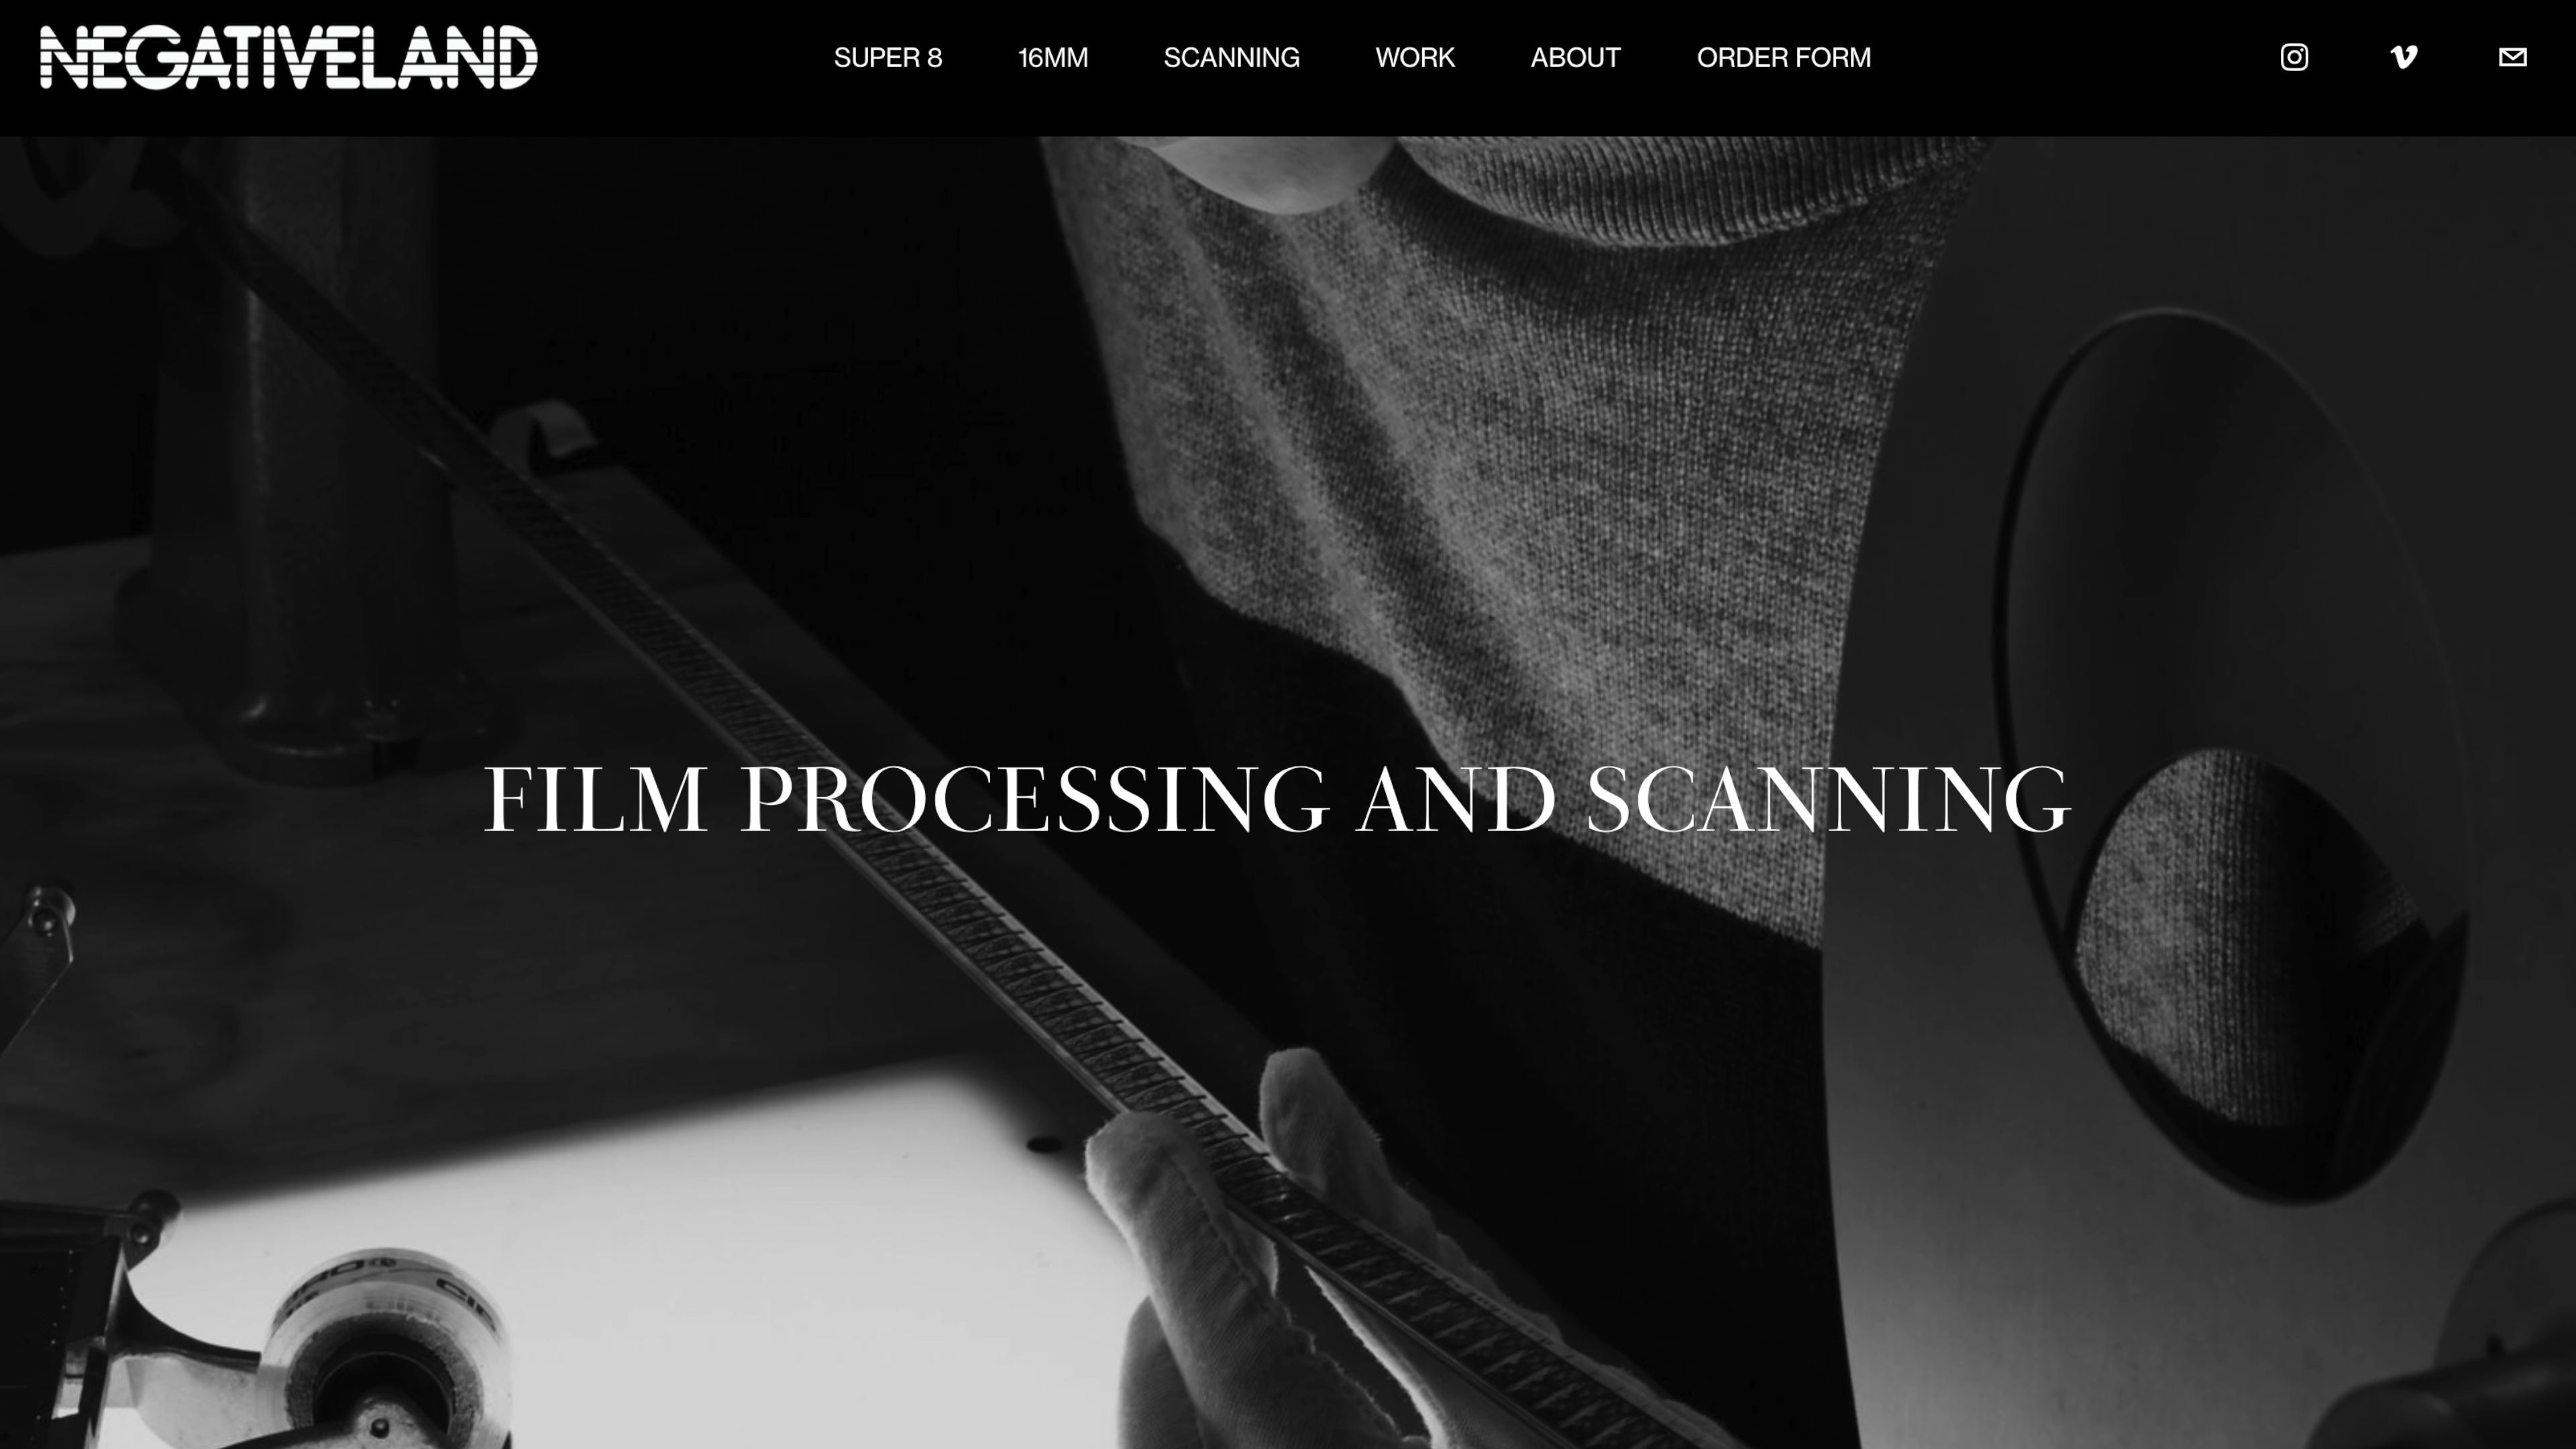 NEGATIVELAND
SUPER 8
16MM
SCANNING
WORK
ABOUT
ORDER FORM
FILM PROCESSING AND SCANNING